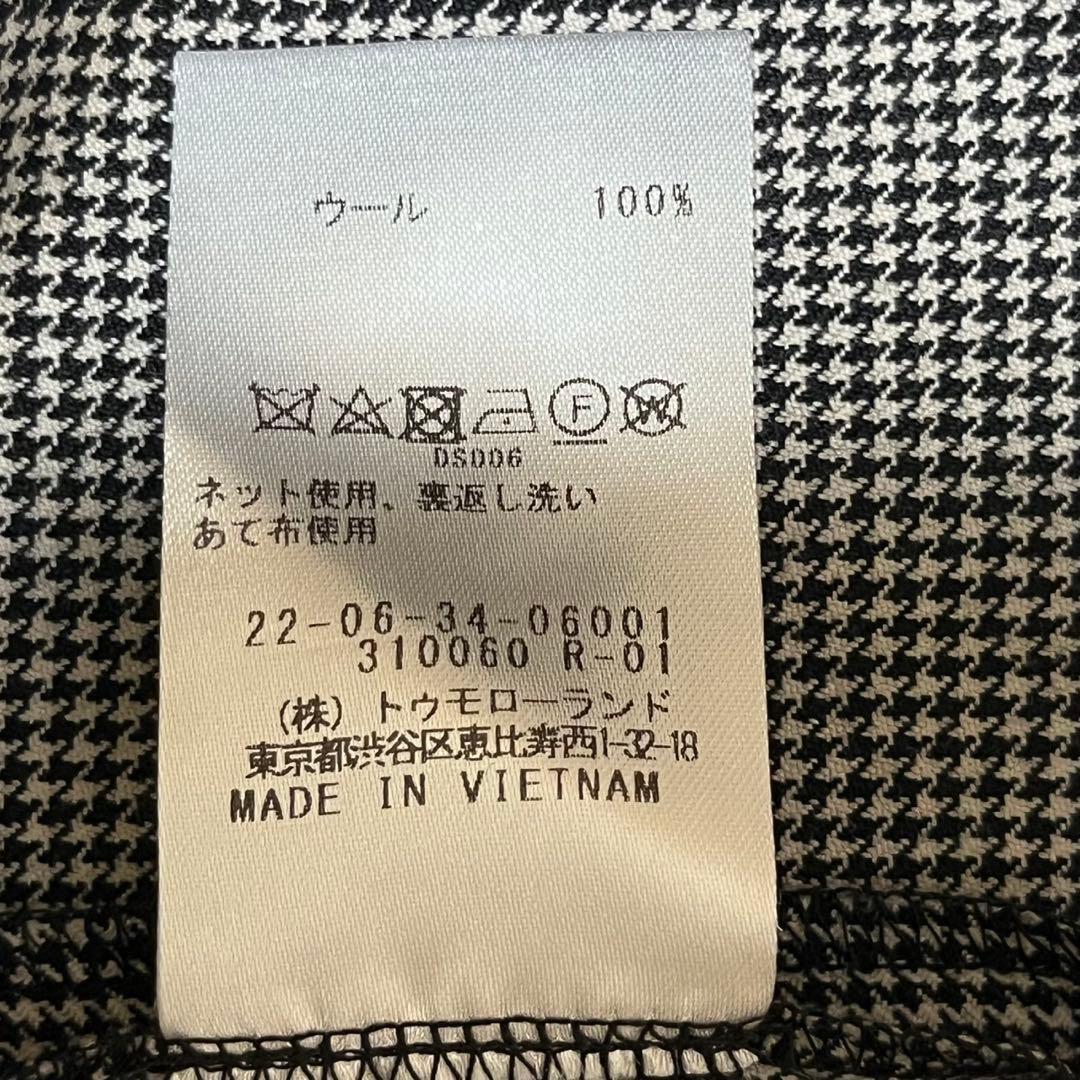 ウール 100%
F W
DS006
ネット使用、裏返し洗い
あて布使用
22-06-34-06001
310060 R-01
(株) トゥモローランド
東京都渋谷区恵比寿西1-32-18
MADE IN VIETNAM